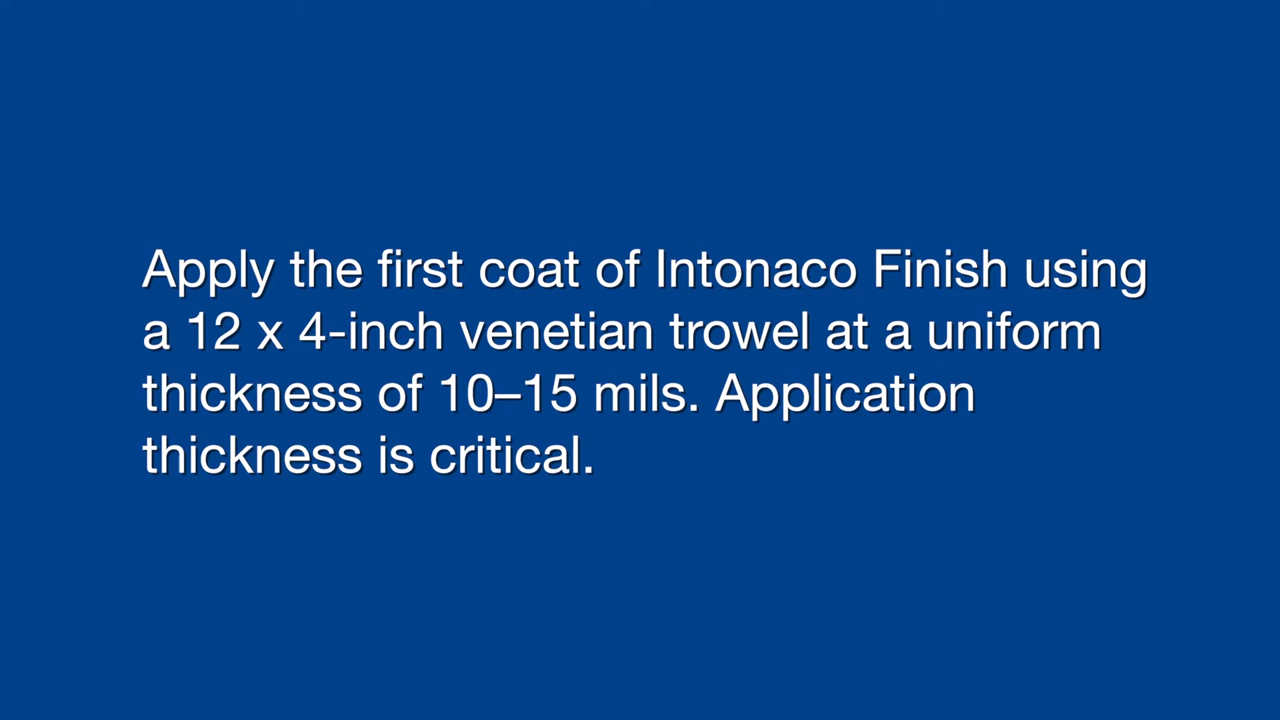 Apply the first coat of Intonaco Finish using
a 12 x 4-inch venetian trowel at a uniform
thickness of 10–15 mils. Application
thickness is critical.